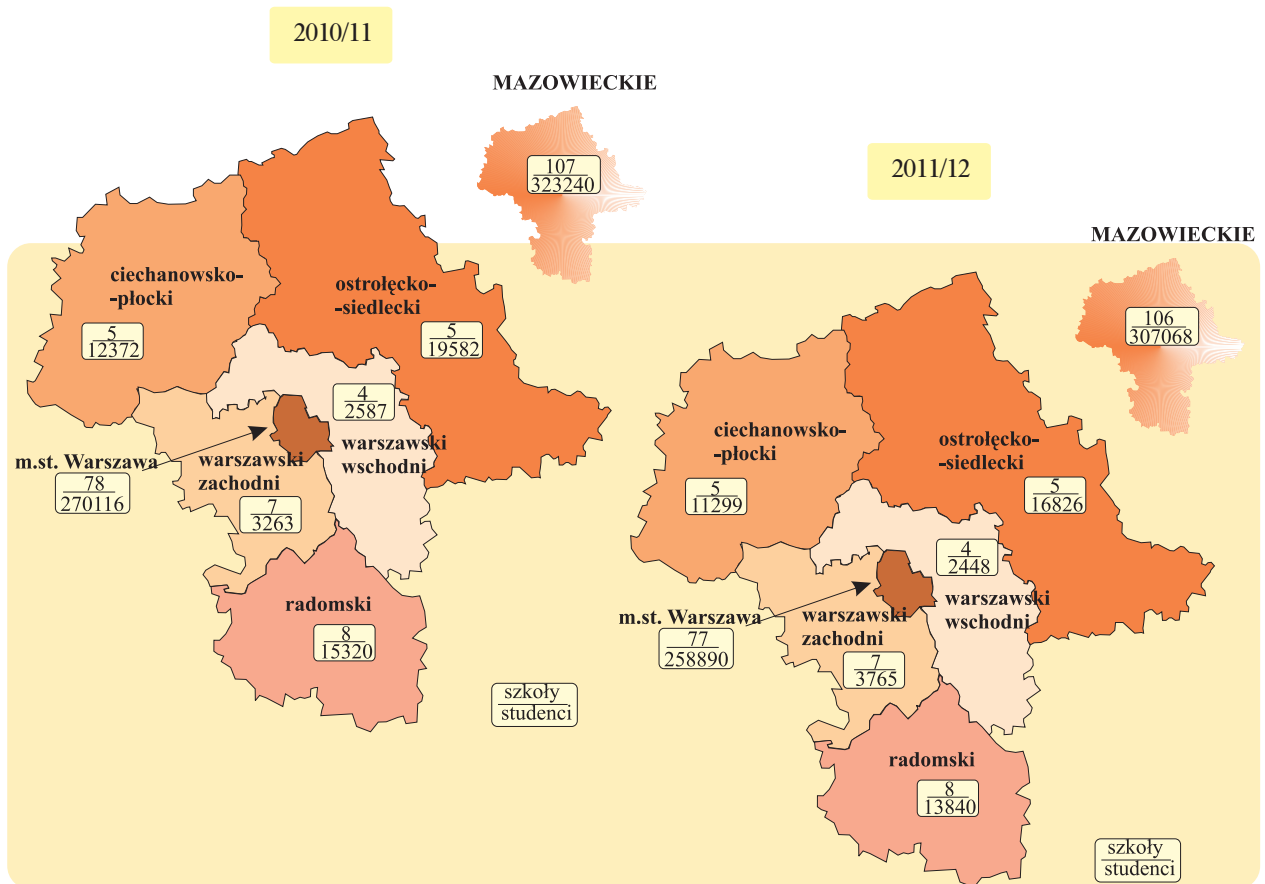 2010/11
MAZOWIECKIE
107
323240
ciechanowsko-
-płocki
5
12372
ostrołęcko-
-siedlecki
5
19582
4
2587
warszawski
wschodni
m.st. Warszawa
78
270116
warszawski
zachodni
7
3263
radomski
8
15320
szkoły
studenci
2011/12
MAZOWIECKIE
106
307068
ciechanowsko-
-płocki
5
11299
ostrołęcko-
-siedlecki
5
16826
4
2448
warszawski
wschodni
m.st. Warszawa
77
258890
warszawski
zachodni
7
3765
radomski
8
13840
szkoły
studenci